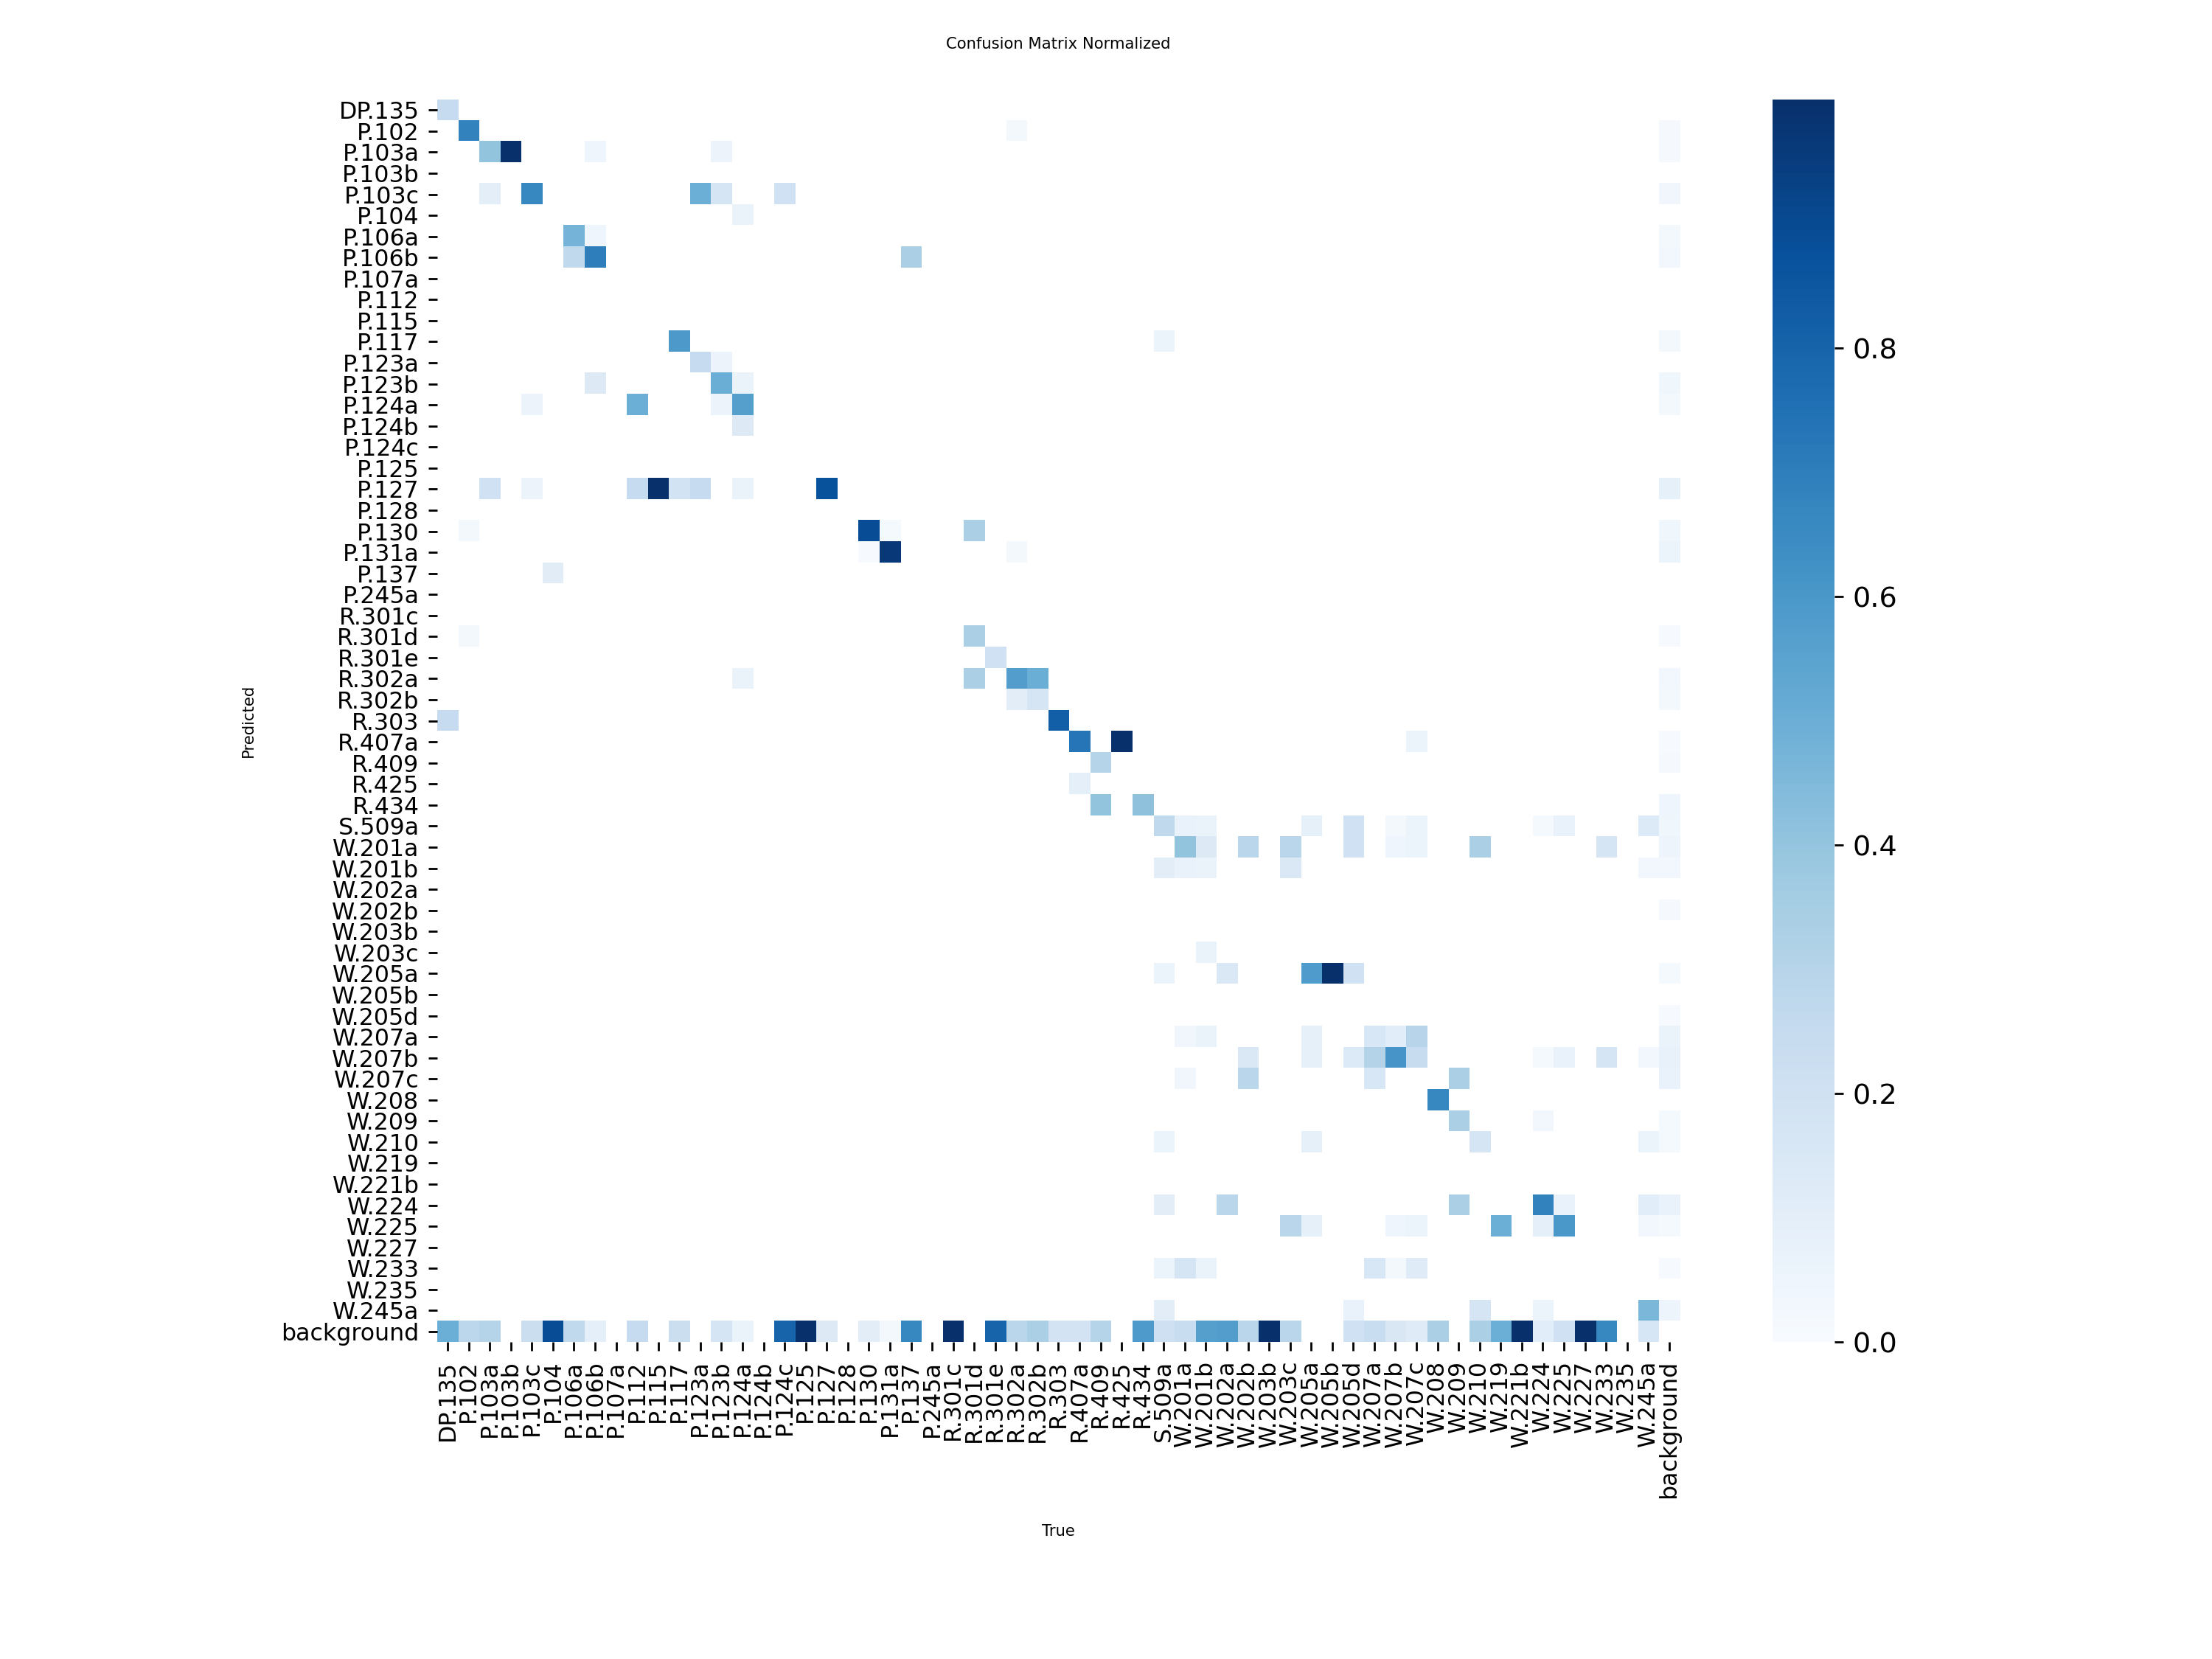 Confusion Matrix Normalized
DP.135
P.102
P.103a
P.103b
P.103c
P.104
P.106a
P.106b
P.107a
P.112
P.115
P.117
P.123a
P.123b
P.124a
P.124b
P.124c
P.125
P.127
P.128
P.130
P.131a
P.137
P.245a
R.301c
R.301d
R.301e
R.302a
R.302b
R.303
R.407a
R.409
R.425
R.434
S.509a
W.201a
W.201b
W.202a
W.202b
W.203b
W.203c
W.205a
W.205b
W.205d
W.207a
W.207b
W.207c
W.208
W.209
W.210
W.219
W.221b
W.224
W.225
W.227
W.233
W.235
W.245a
background
Predicted
DP.135
P.102
P.103a
P.103b
P.103c
P.104
P.106a
P.106b
P.107a
P.112
P.115
P.117
P.123a
P.123b
P.124a
P.124b
P.124c
P.125
P.127
P.128
P.130
P.131a
P.137
P.245a
R.301c
R.301d
R.301e
R.302a
R.302b
R.303
R.407a
R.409
R.425
R.434
S.509a
W.201a
W.201b
W.202a
W.202b
W.203b
W.203c
W.205a
W.205b
W.205d
W.207a
W.207b
W.207c
W.208
W.209
W.210
W.219
W.221b
W.224
W.225
W.227
W.233
W.235
W.245a
background
True
0.8
0.6
0.4
0.2
0.0